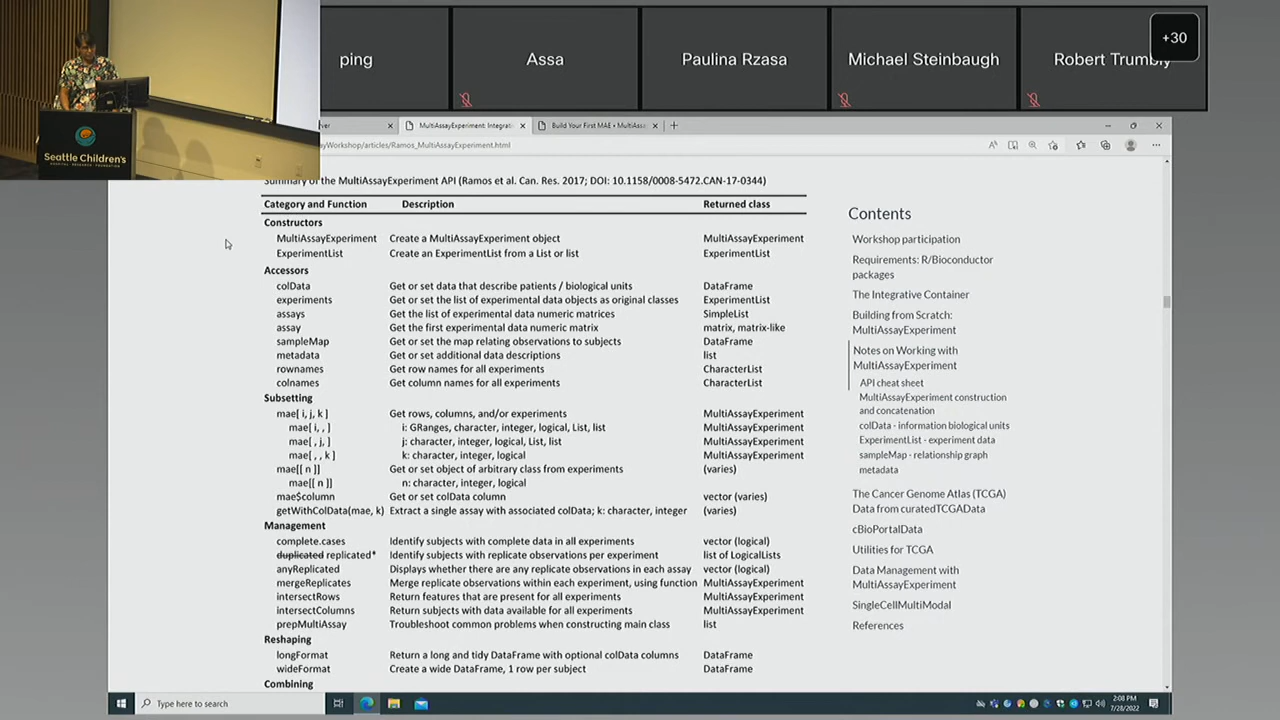 ping
Assa
Paulina Rzasa
Michael Steinbaugh
Robert Trumbly
+30
Seattle Children's
HOSPITAL • RESEARCH • FOUNDATION
MultiAssayExperiment: Integrati
Build Your First MAE • MultiAssa
Workshop/articles/Ramos_MultiAssayExperiment.html
Summary of the MultiAssayExperiment API (Ramos et al. Can. Res. 2017; DOI: 10.1158/0008-5472.CAN-17-0344)
Category and Function Description Returned class
Constructors
MultiAssayExperiment Create a MultiAssayExperiment object MultiAssayExperiment
ExperimentList Create an ExperimentList from a List or list ExperimentList
Accessors
colData Get or set data that describe patients / biological units DataFrame
experiments Get or set the list of experimental data objects as original classes ExperimentList
assays Get the list of experimental data numeric matrices SimpleList
assay Get the first experimental data numeric matrix matrix, matrix-like
sampleMap Get or set the map relating observations to subjects DataFrame
metadata Get or set additional data descriptions list
rownames Get row names for all experiments CharacterList
colnames Get column names for all experiments CharacterList
Subsetting
mae[ i, j, k ] Get rows, columns, and/or experiments MultiAssayExperiment
mae[ i, , ] i: GRanges, character, integer, logical, List, list MultiAssayExperiment
mae[ , j, ] j: character, integer, logical, List, list MultiAssayExperiment
mae[ , , k ] k: character, integer, logical MultiAssayExperiment
mae[[ n ]] Get or set object of arbitrary class from experiments (varies)
mae[[ n ]] n: character, integer, logical
mae$column Get or set colData column vector (varies)
getWithColData(mae, k) Extract a single assay with associated colData; k: character, integer (varies)
Management
complete.cases Identify subjects with complete data in all experiments vector (logical)
duplicated replicated* Identify subjects with replicate observations per experiment list of LogicalLists
anyReplicated Displays whether there are any replicate observations in each assay vector (logical)
mergeReplicates Merge replicate observations within each experiment, using function MultiAssayExperiment
intersectRows Return features that are present for all experiments MultiAssayExperiment
intersectColumns Return subjects with data available for all experiments MultiAssayExperiment
prepMultiAssay Troubleshoot common problems when constructing main class list
Reshaping
longFormat Return a long and tidy DataFrame with optional colData columns DataFrame
wideFormat Create a wide DataFrame, 1 row per subject DataFrame
Combining
Contents
Workshop participation
Requirements: R/Bioconductor
packages
The Integrative Container
Building from Scratch:
MultiAssayExperiment
Notes on Working with
MultiAssayExperiment
API cheat sheet
MultiAssayExperiment construction
and concatenation
colData - information biological units
ExperimentList - experiment data
sampleMap - relationship graph
metadata
The Cancer Genome Atlas (TCGA)
Data from curatedTCGAData
cBioPortalData
Utilities for TCGA
Data Management with
MultiAssayExperiment
SingleCellMultiModal
References
Type here to search
2:08 PM
7/28/2022